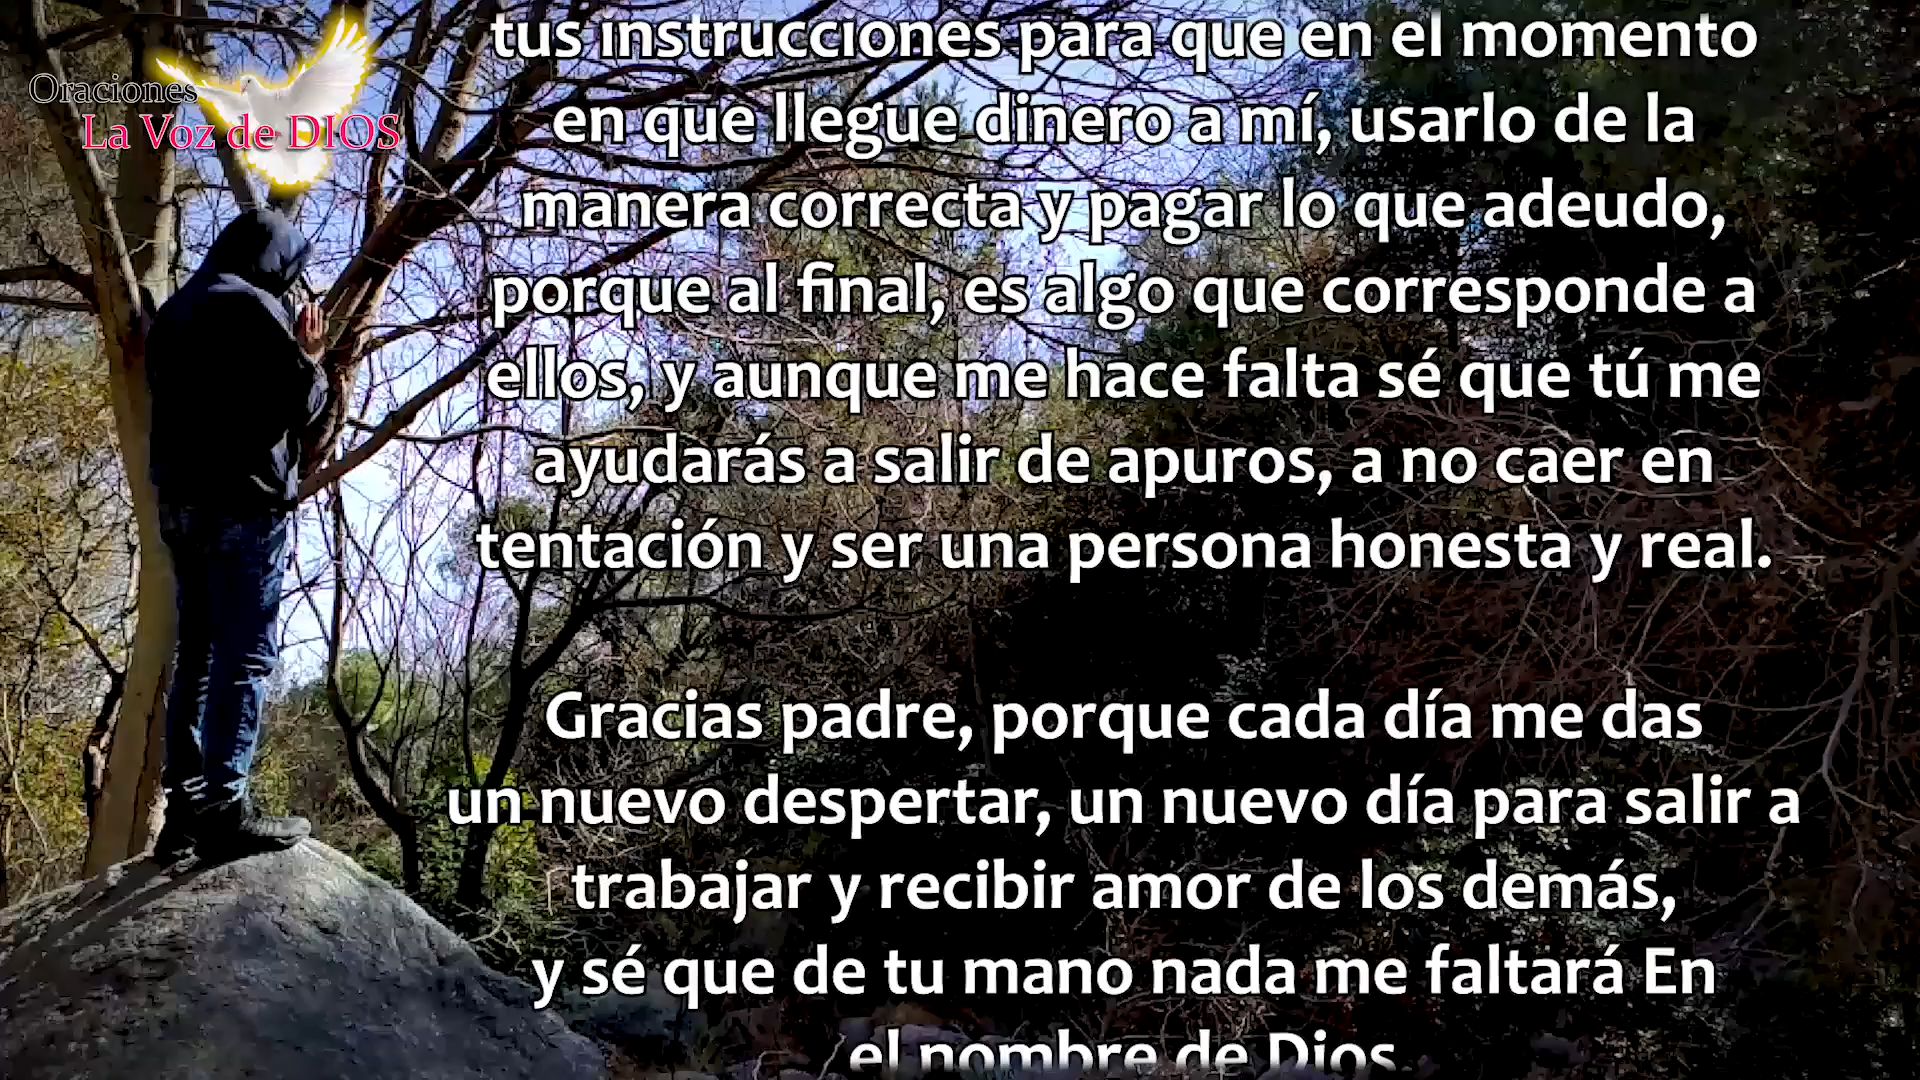 Oraciones
La Voz de DIOS
tus instrucciones para que en el momento
en que llegue dinero a mí, usarlo de la
manera correcta y pagar lo que adeudo,
porque al final, es algo que corresponde a
ellos, y aunque me hace falta sé que tú me
ayudarás a salir de apuros, a no caer en
tentación y ser una persona honesta y real.
Gracias padre, porque cada día me das
un nuevo despertar, un nuevo día para salir a
trabajar y recibir amor de los demás,
y sé que de tu mano nada me faltará En
el nombre de Dios.